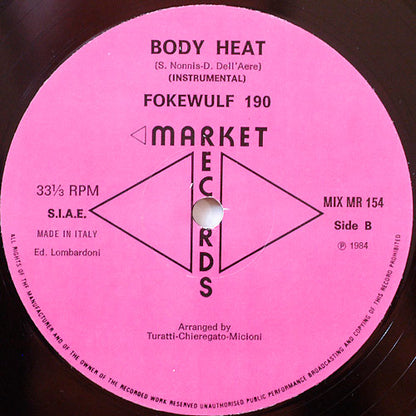 BODY HEAT
(S. Nonnis-D. Dell'Aere)
(INSTRUMENTAL)
FOKEWULF 190
MARKET
RECORDS
33⅓ RPM
S.I.A.E.
MADE IN ITALY
Ed. Lombardoni
MIX MR 154
Side B
℗ 1984
Arranged by
Turatti-Chieregato-Micioni
ALL RIGHTS OF THE MANUFACTURER AND OF THE OWNER OF THE RECORDED WORK RESERVED UNAUTHORISED PUBLIC PERFORMANCE BROADCASTING AND COPYING OF THIS RECORD PROHIBITED